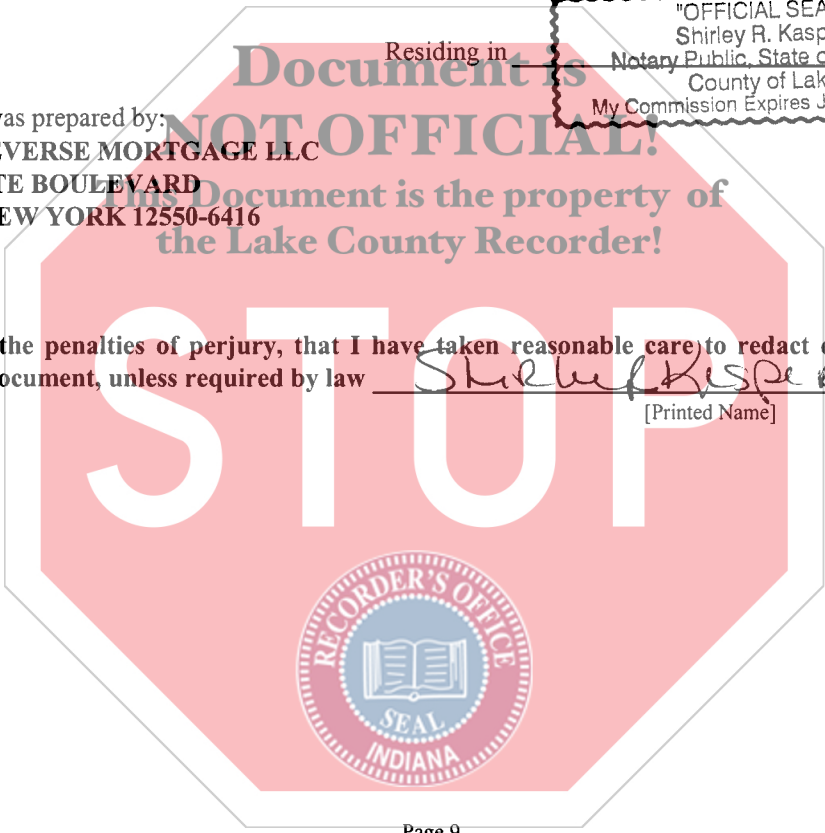 "OFFICIAL SEA
Shirley R. Kasp
Residing in
Notary Public, State o
County of Lak
My Commission Expires J
Document is
NOT OFFICIAL!
This Document is the property of
the Lake County Recorder!
was prepared by:
EVERSE MORTGAGE LLC
TE BOULEVARD
EW YORK 12550-6416
the penalties of perjury, that I have taken reasonable care to redact
ocument, unless required by law Shirley Kaspe
[Printed Name]
STOP
RECORDER'S OFFICE
SEAL
INDIANA
Page 9